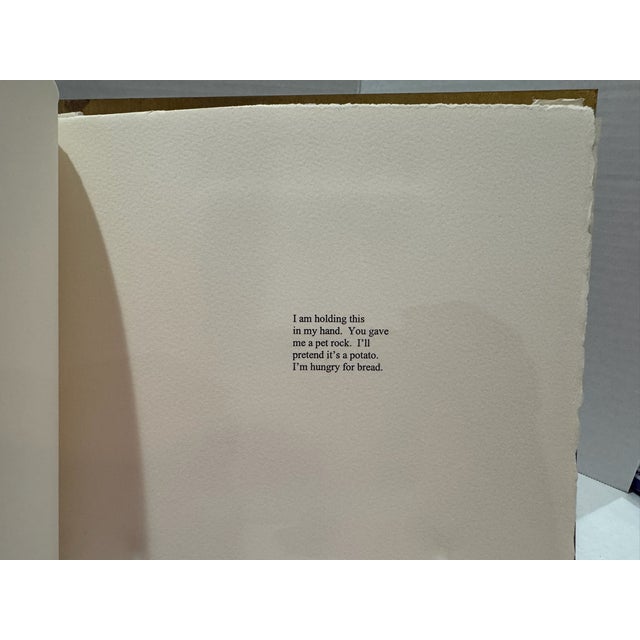 I am holding this
in my hand.  You gave
me a pet rock.  I’ll
pretend it’s a potato.
I’m hungry for bread.